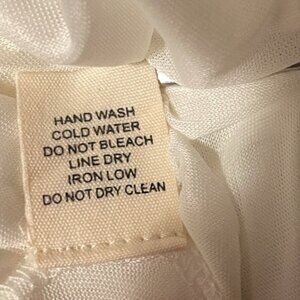 HAND WASH
COLD WATER
DO NOT BLEACH
LINE DRY
IRON LOW
DO NOT DRY CLEAN